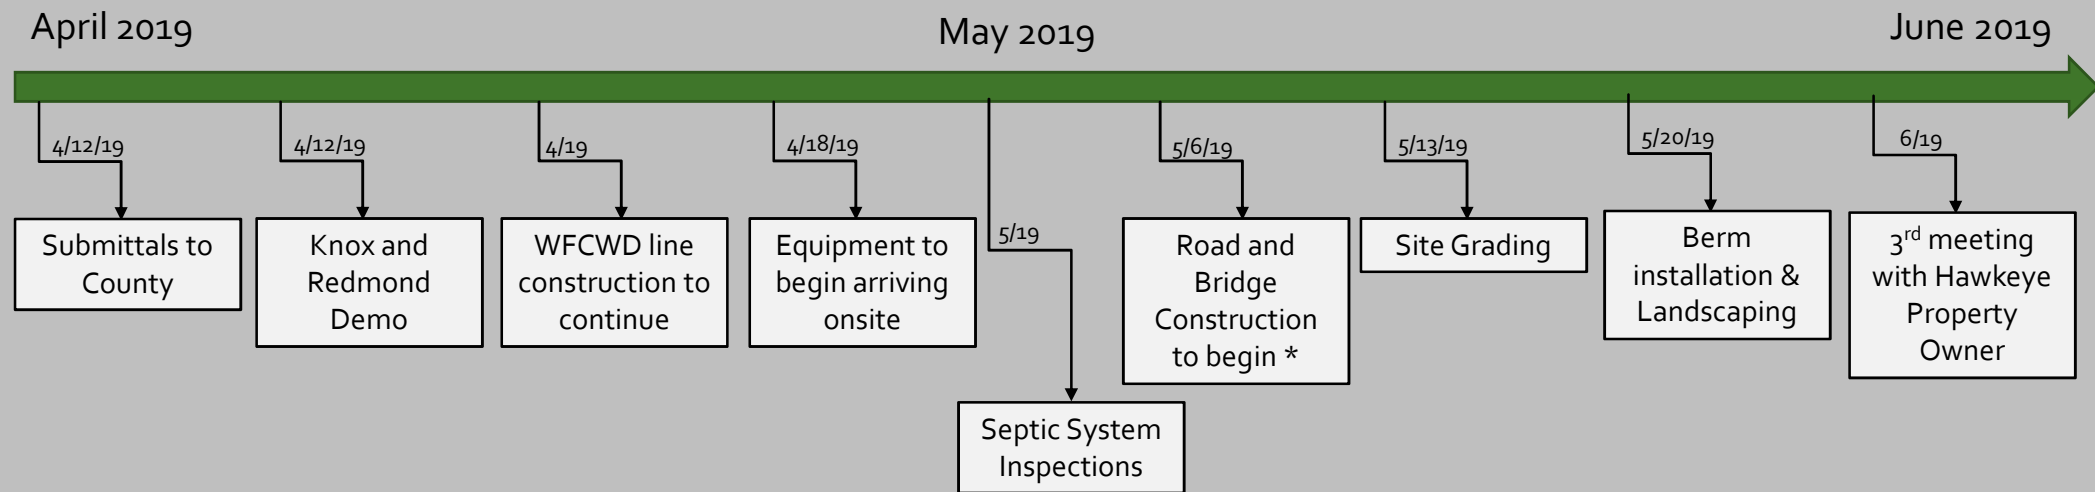 April 2019
May 2019
June 2019
4/12/19
Submittals to
County
4/12/19
Knox and
Redmond
Demo
4/19
WFCWD line
construction to
continue
4/18/19
Equipment to
begin arriving
onsite
5/19
Septic System
Inspections
5/6/19
Road and
Bridge
Construction
to begin *
5/13/19
Site Grading
5/20/19
Berm
installation &
Landscaping
6/19
3rd meeting
with Hawkeye
Property
Owner